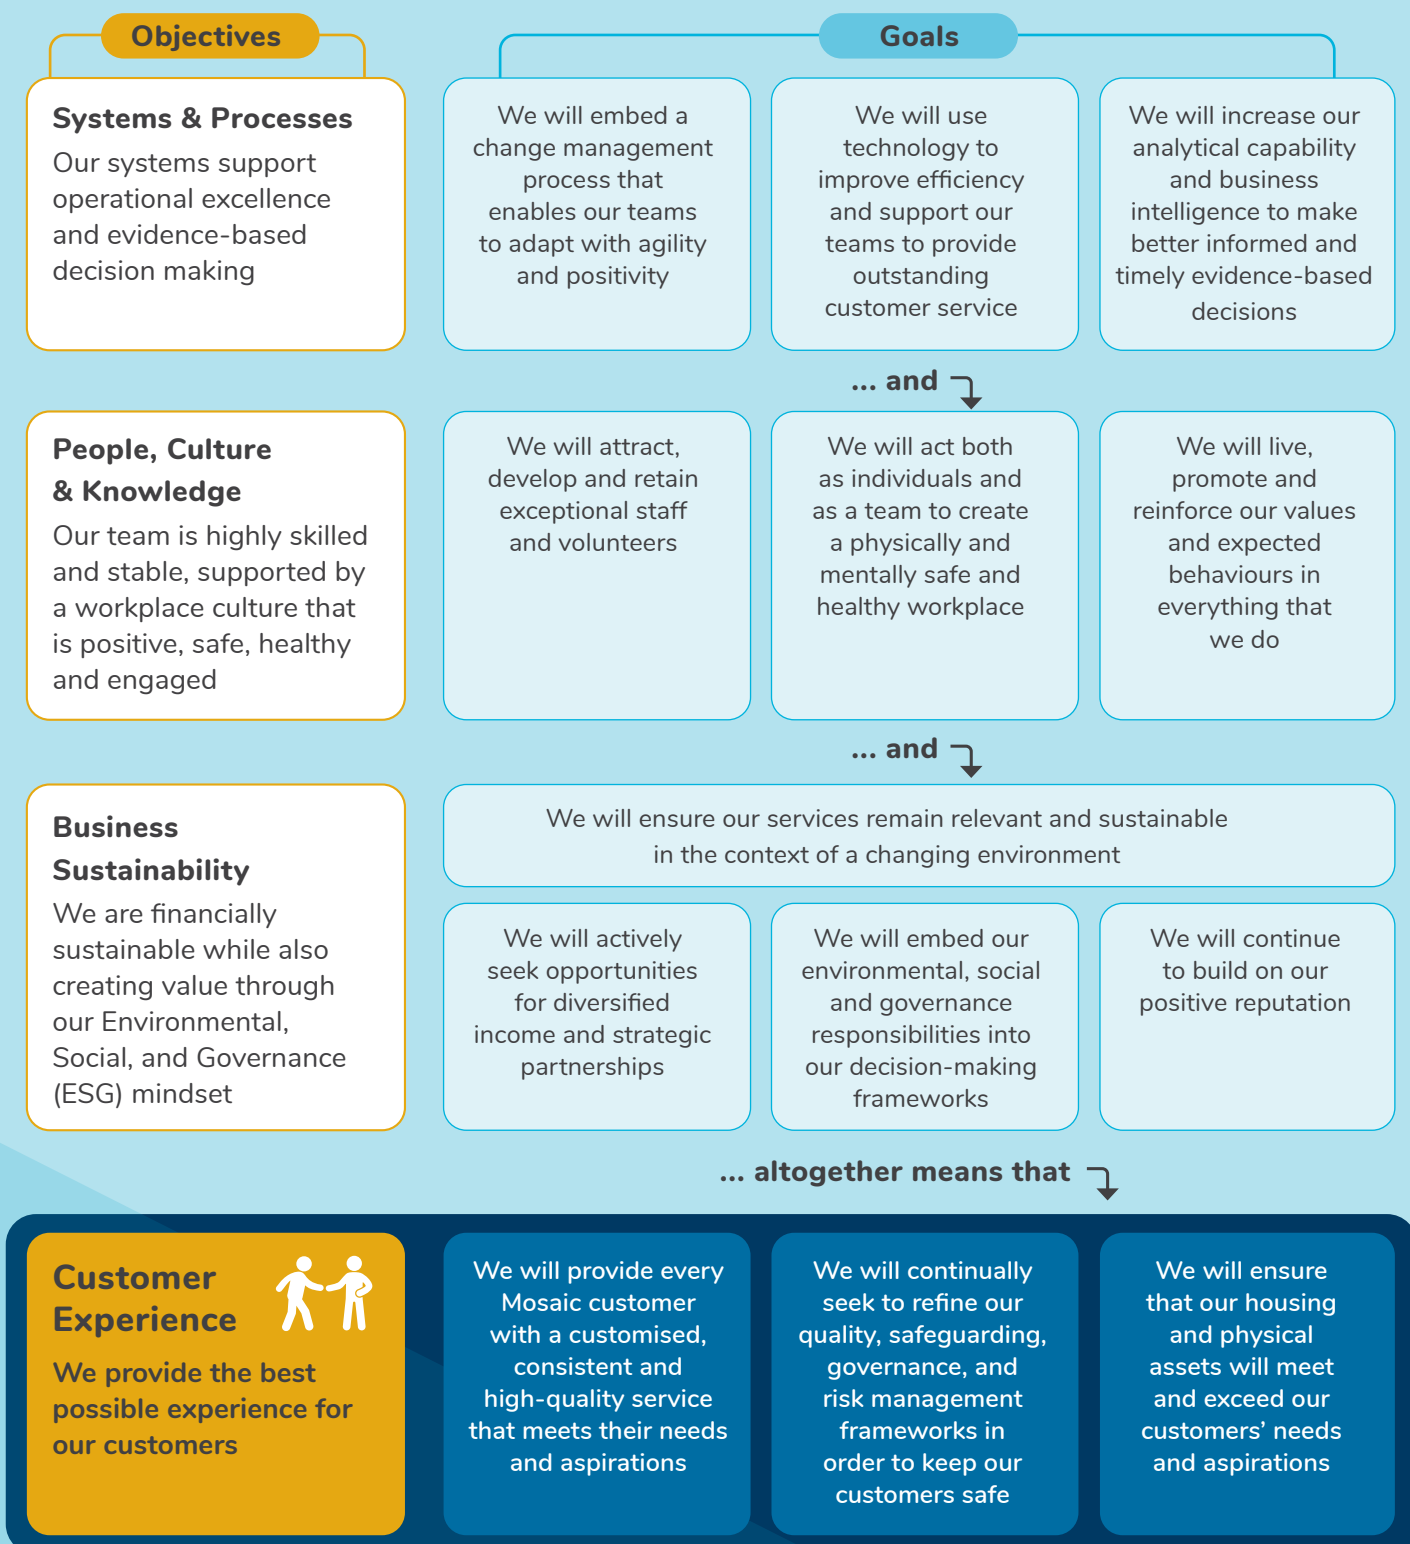 Objectives
Goals
Systems & Processes
Our systems support
operational excellence
and evidence-based
decision making
We will embed a
change management
process that
enables our teams
to adapt with agility
and positivity
We will use
technology to
improve efficiency
and support our
teams to provide
outstanding
customer service
We will increase our
analytical capability
and business
intelligence to make
better informed and
timely evidence-based
decisions
... and
People, Culture
& Knowledge
Our team is highly skilled
and stable, supported by
a workplace culture that
is positive, safe, healthy
and engaged
We will attract,
develop and retain
exceptional staff
and volunteers
We will act both
as individuals and
as a team to create
a physically and
mentally safe and
healthy workplace
We will live,
promote and
reinforce our values
and expected
behaviours in
everything that
we do
... and
Business
Sustainability
We are financially
sustainable while also
creating value through
our Environmental,
Social, and Governance
(ESG) mindset
We will ensure our services remain relevant and sustainable
in the context of a changing environment
We will actively
seek opportunities
for diversified
income and strategic
partnerships
We will embed our
environmental, social
and governance
responsibilities into
our decision-making
frameworks
We will continue
to build on our
positive reputation
... altogether means that
Customer
Experience
We provide the best
possible experience for
our customers
We will provide every
Mosaic customer
with a customised,
consistent and
high-quality service
that meets their needs
and aspirations
We will continually
seek to refine our
quality, safeguarding,
governance, and
risk management
frameworks in
order to keep our
customers safe
We will ensure
that our housing
and physical
assets will meet
and exceed our
customers’ needs
and aspirations